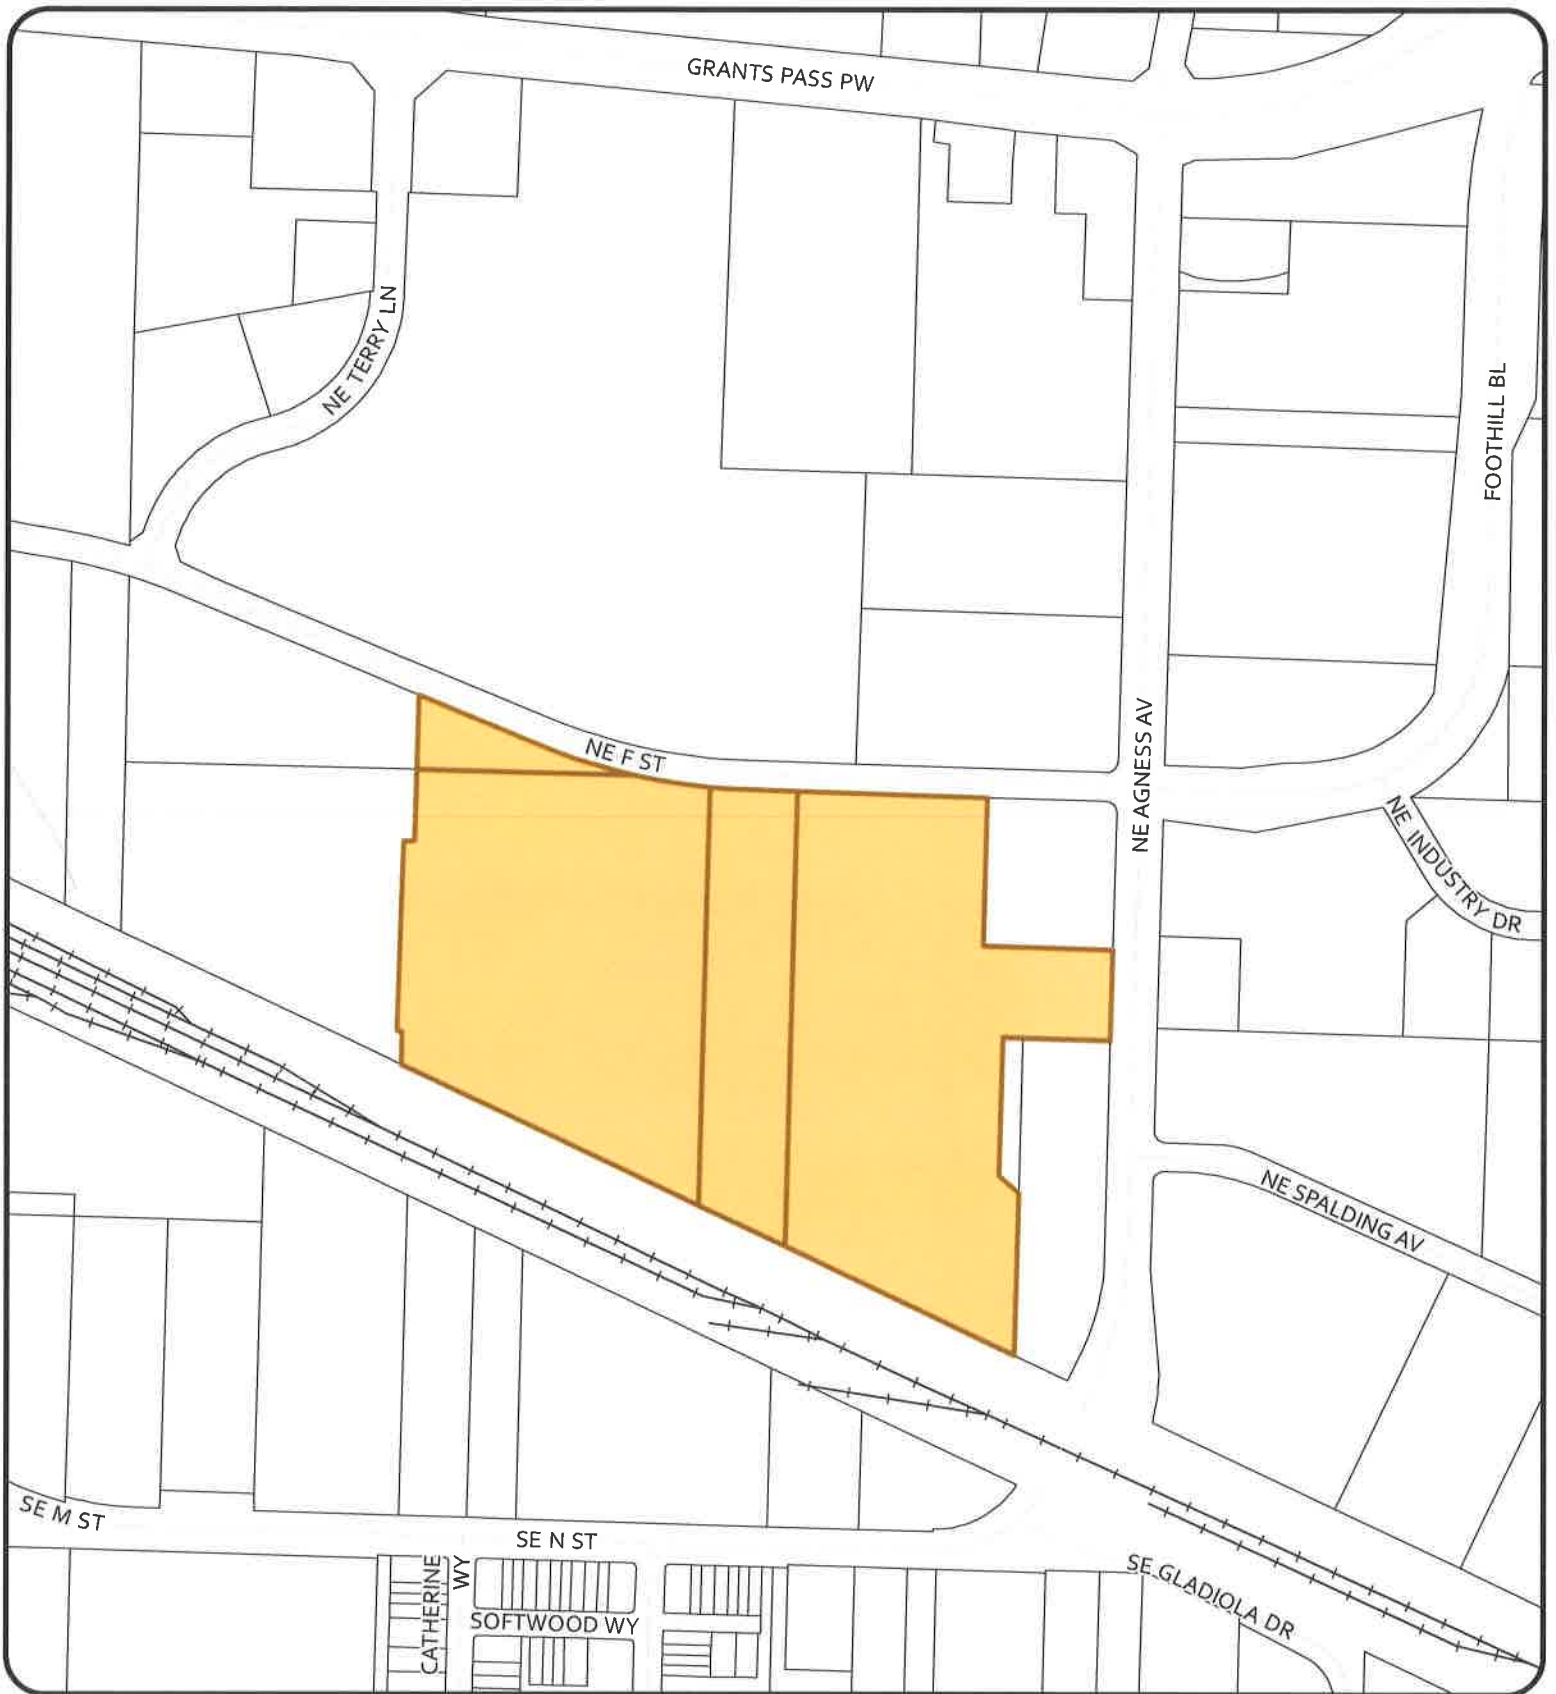 GRANTS PASS PW
NE TERRY LN
FOOTHILL BL
NE F ST
NE AGNESS AV
NE INDUSTRY DR
NE SPALDING AV
SE M ST
SE N ST
CATHERINE WY
SOFTWOOD WY
SE GLADIOLA DR